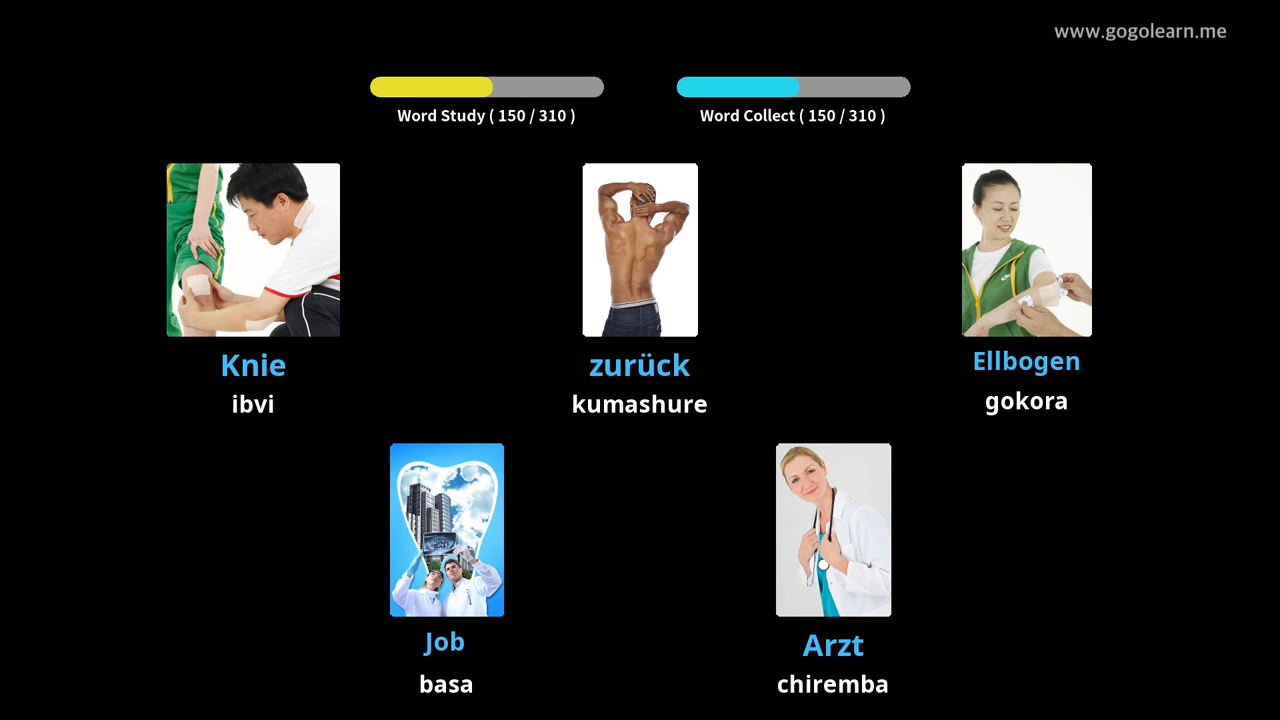 www.gogolearn.me
Word Study ( 150 / 310 )
Word Collect ( 150 / 310 )
Knie
ibvi
zurück
kumashure
Ellbogen
gokora
Job
basa
Arzt
chiremba